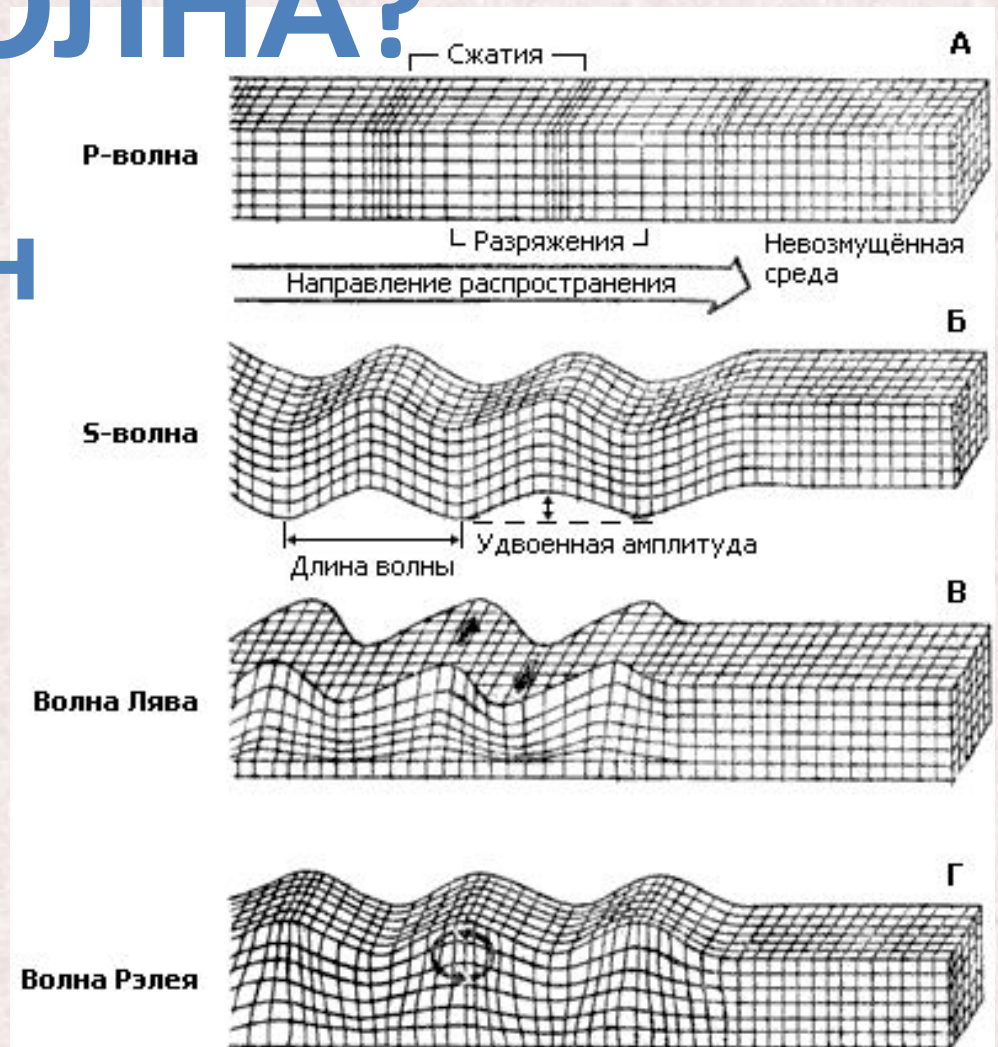 ОЛНА?
Сжатия
А
Р-волна
Разряжения
Невозмущённая
среда
Н
Направление распространения
Б
S-волна
Удвоенная амплитуда
Длина волны
В
Волна Лява
Г
Волна Рэлея